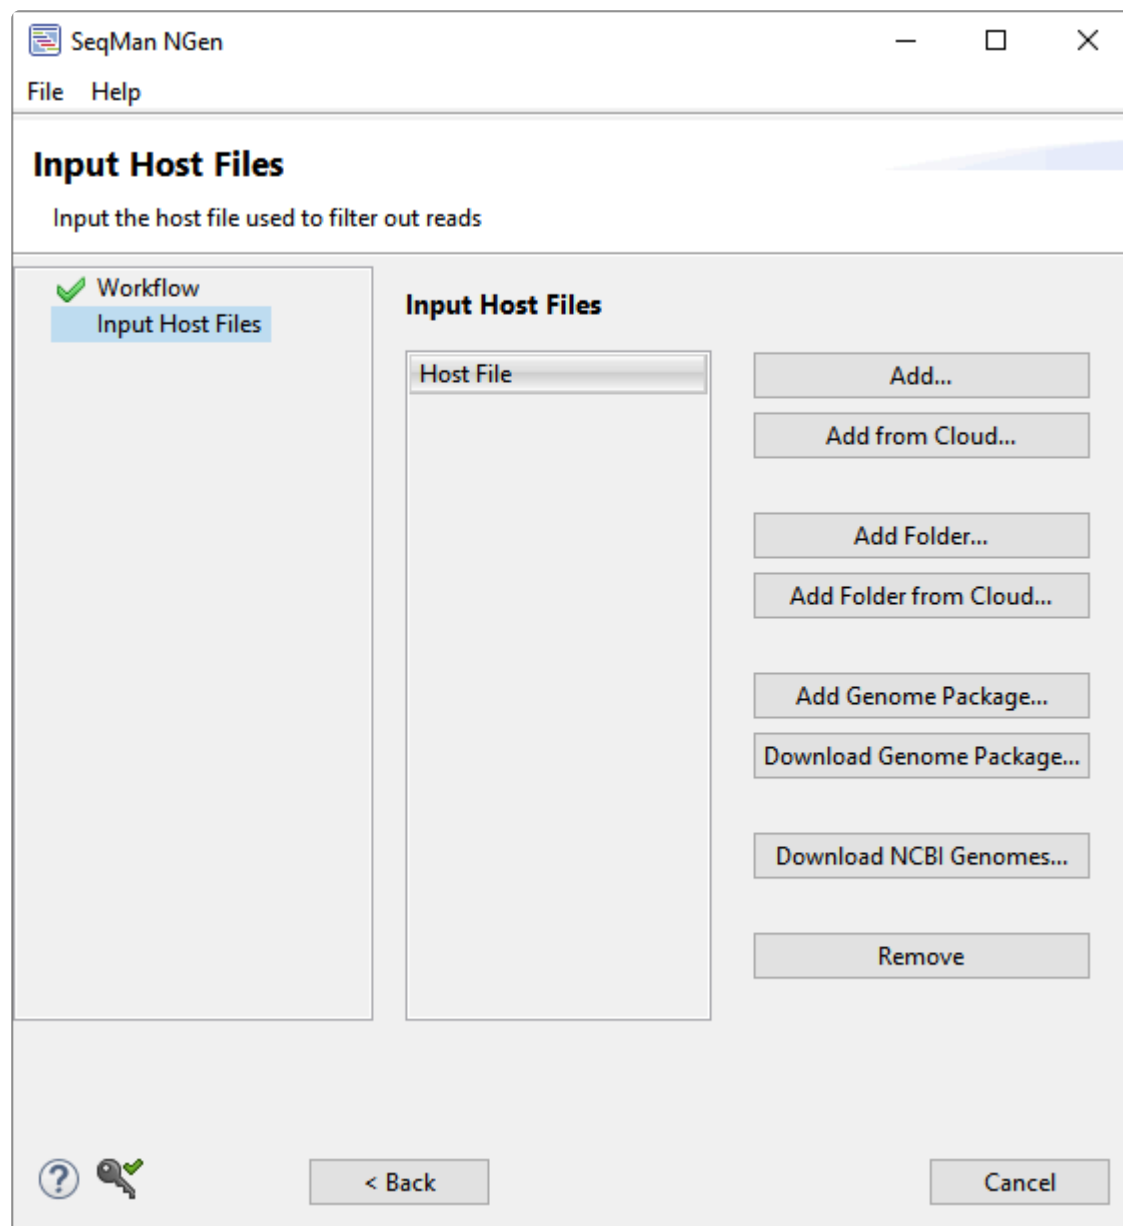 SeqMan NGen
File Help
Input Host Files
Input the host file used to filter out reads
Workflow
Input Host Files
Input Host Files
Host File
Add...
Add from Cloud...
Add Folder...
Add Folder from Cloud...
Add Genome Package...
Download Genome Package...
Download NCBI Genomes...
Remove
?
< Back
Cancel